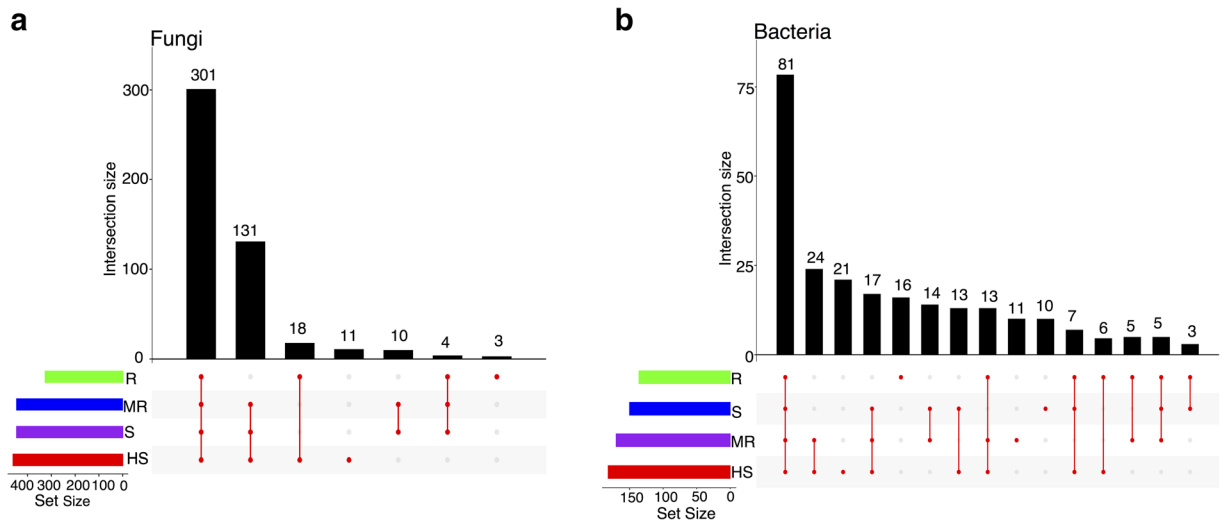 a
Fungi
Intersection size
300
200
100
0
301
131
18
11
10
4
3
R
MR
S
HS
400 300 200 100 0
Set Size
b
Bacteria
Intersection size
75
50
25
0
81
24
21
17
16
14
13
13
11
10
7
6
5
5
3
R
S
MR
HS
150 100 50 0
Set Size